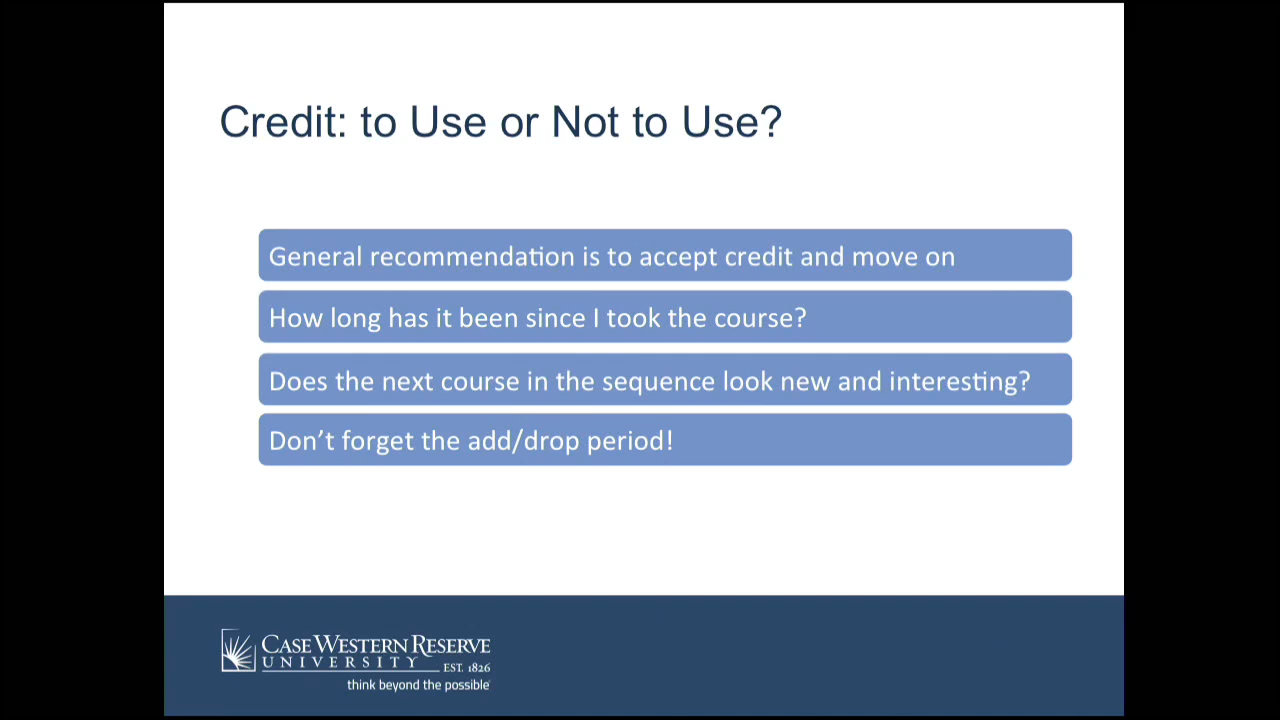 Credit: to Use or Not to Use?
General recommendation is to accept credit and move on
How long has it been since I took the course?
Does the next course in the sequence look new and interesting?
Don’t forget the add/drop period!
CASE WESTERN RESERVE
UNIVERSITY EST. 1826
think beyond the possible